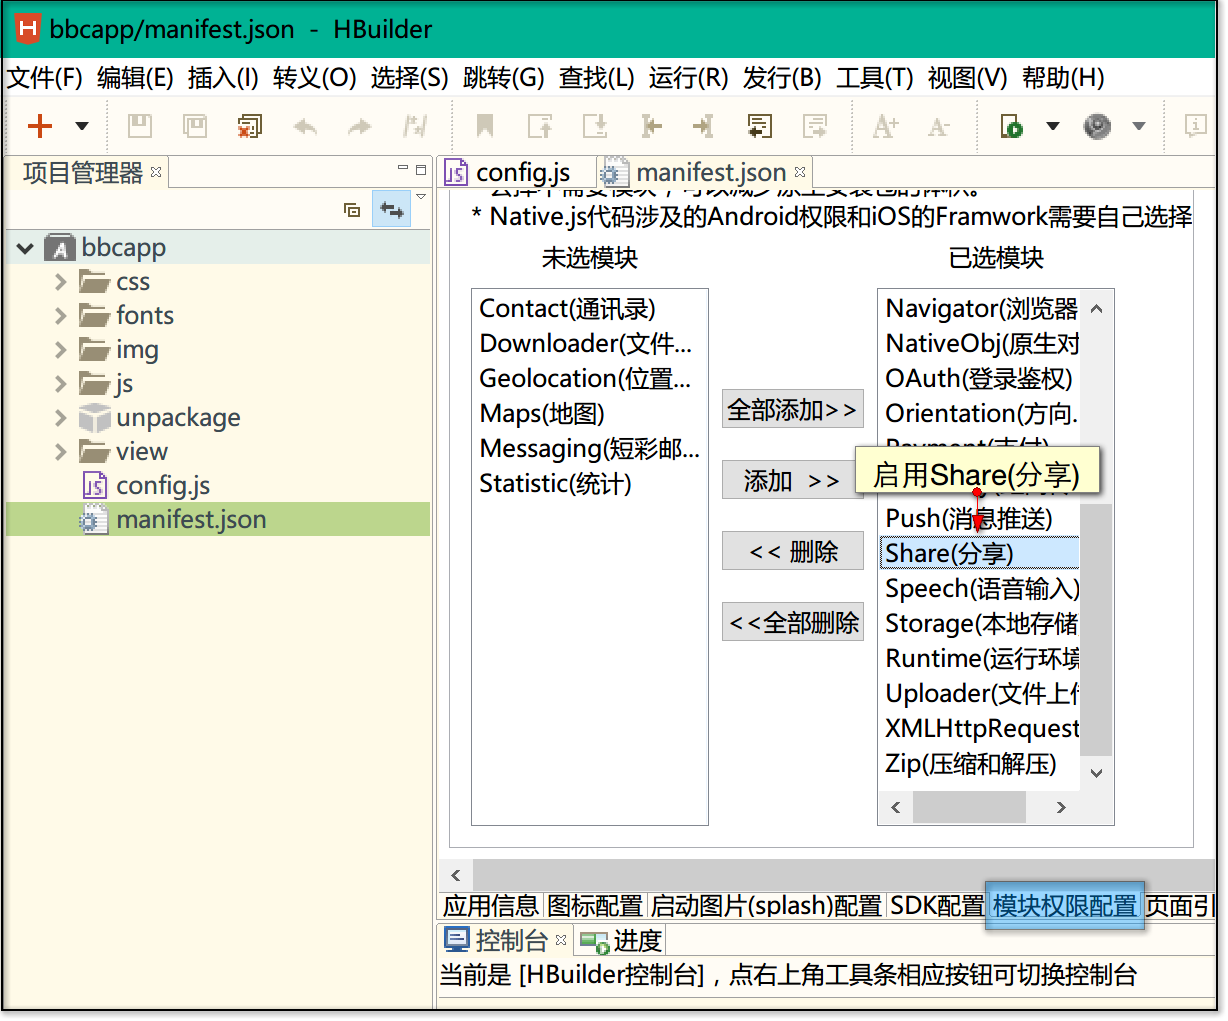 bbcapp/manifest.json - HBuilder
文件(F) 编辑(E) 插入(I) 转义(O) 选择(S) 跳转(G) 查找(L) 运行(R) 发行(B) 工具(T) 视图(V) 帮助(H)
项目管理器
config.js
manifest.json
bbcapp
css
fonts
img
js
unpackage
view
config.js
manifest.json
* Native.js代码涉及的Android权限和iOS的Framwork需要自己选择
未选模块
已选模块
Contact(通讯录)
Downloader(文件...
Geolocation(位置...
Maps(地图)
Messaging(短彩邮...
Statistic(统计)
全部添加>>
添加 >>
<< 删除
<<全部删除
Navigator(浏览器
NativeObj(原生对
OAuth(登录鉴权)
Orientation(方向.
Payment(支付)
启用Share(分享)
Push(消息推送)
Share(分享)
Speech(语音输入)
Storage(本地存储
Runtime(运行环境
Uploader(文件上传
XMLHttpRequest
Zip(压缩和解压)
应用信息 图标配置 启动图片(splash)配置 SDK配置 模块权限配置 页面引
控制台
进度
当前是 [HBuilder控制台]，点右上角工具条相应按钮可切换控制台